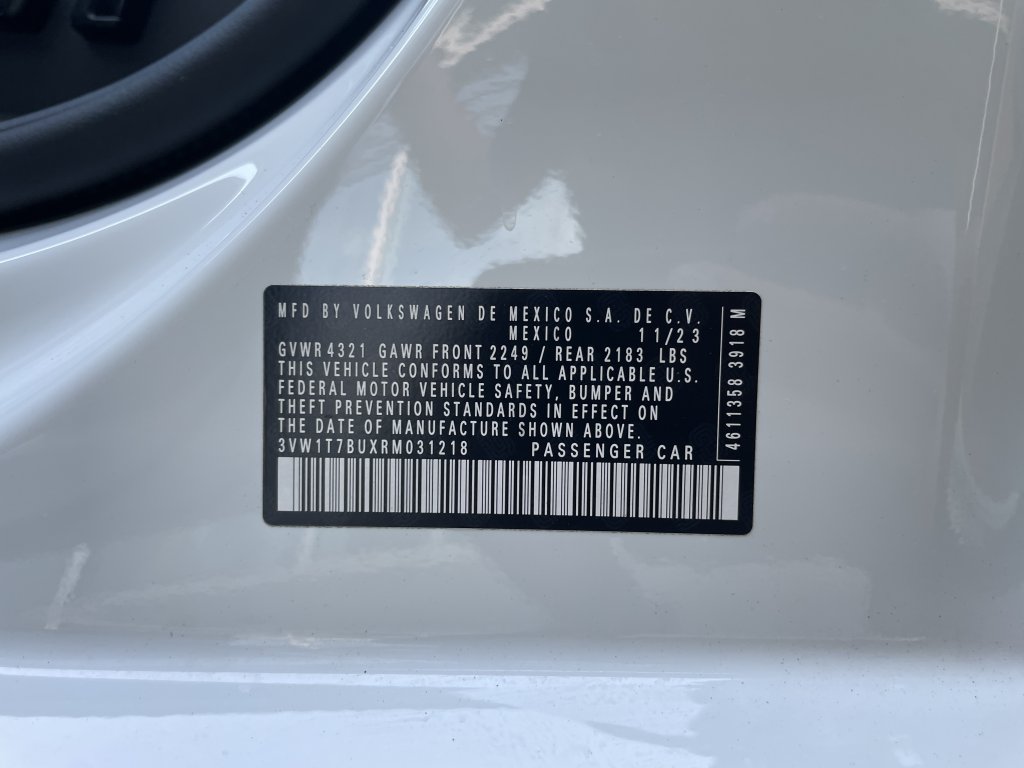 MFD BY VOLKSWAGEN DE MEXICO S.A. DE C.V.
MEXICO 11/23
GVWR 4321 GAWR FRONT 2249 / REAR 2183 LBS
THIS VEHICLE CONFORMS TO ALL APPLICABLE U.S.
FEDERAL MOTOR VEHICLE SAFETY, BUMPER AND
THEFT PREVENTION STANDARDS IN EFFECT ON
THE DATE OF MANUFACTURE SHOWN ABOVE.
3VW1T7BUXRM031218 PASSENGER CAR
4611358 3918 M